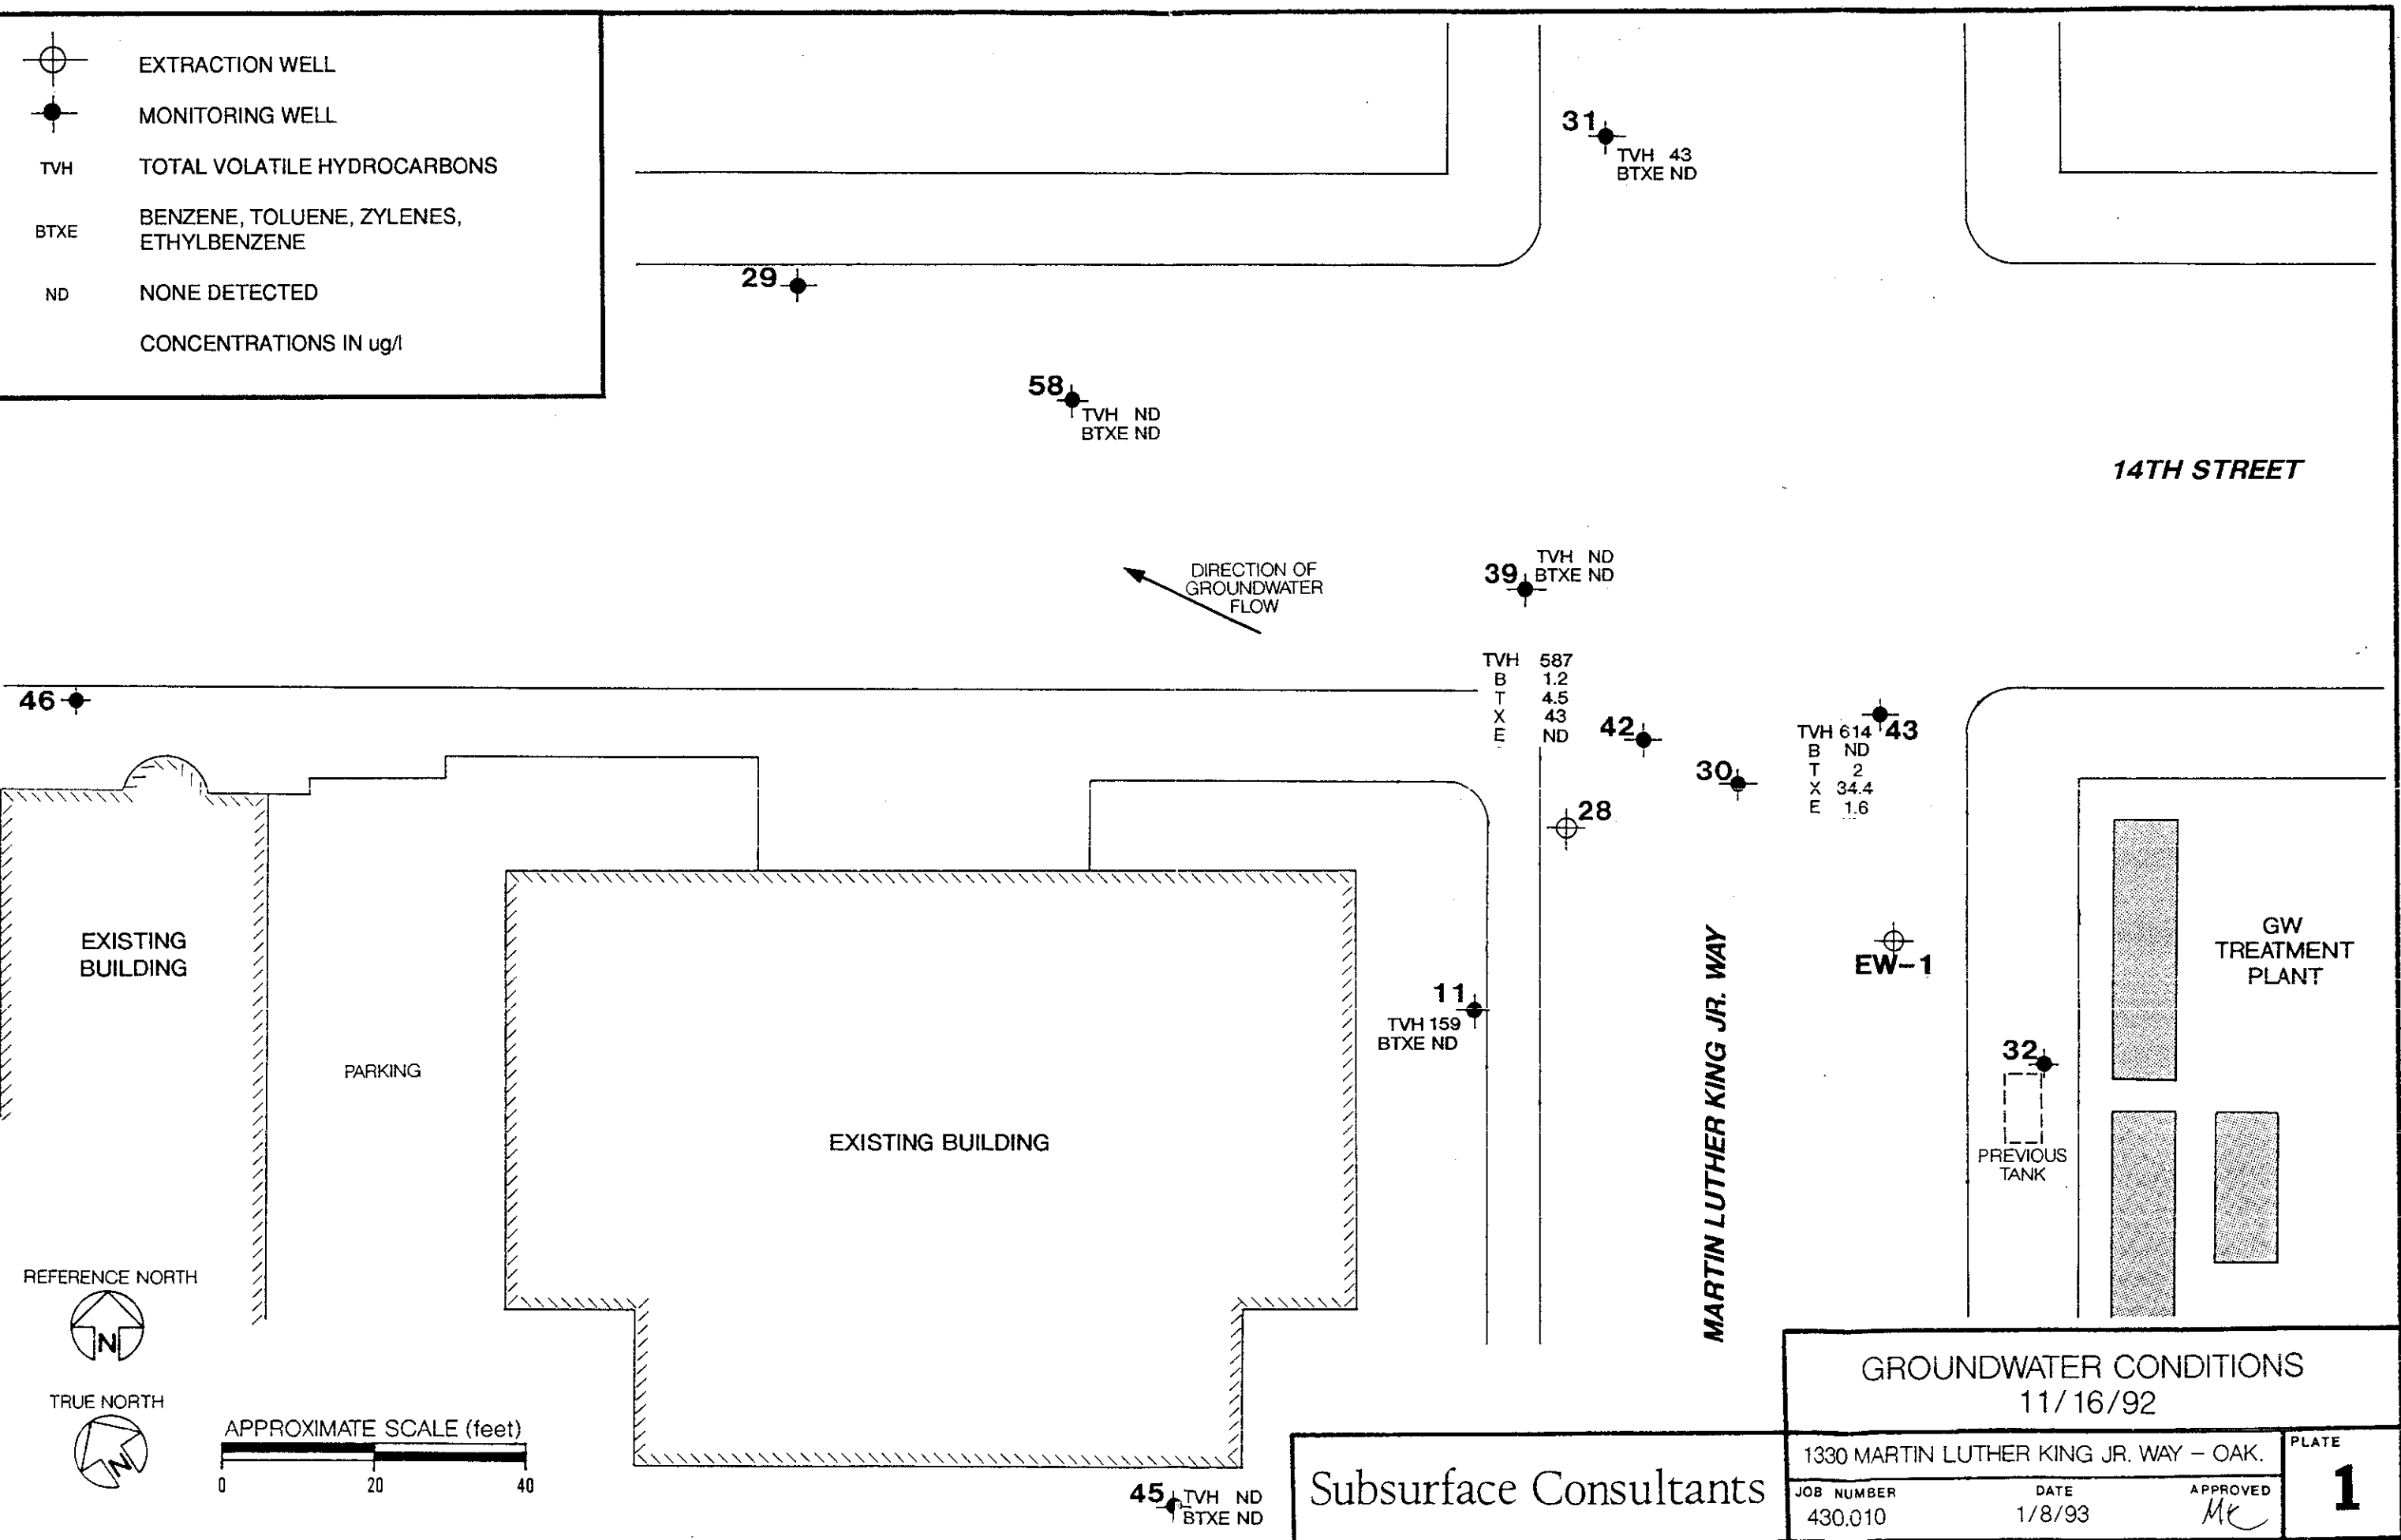 EXTRACTION WELL
MONITORING WELL
TVH TOTAL VOLATILE HYDROCARBONS
BTXE BENZENE, TOLUENE, ZYLENES,
ETHYLBENZENE
ND NONE DETECTED
CONCENTRATIONS IN ug/l
31
TVH 43
BTXE ND
29
58
TVH ND
BTXE ND
14TH STREET
DIRECTION OF
GROUNDWATER
FLOW
39
TVH ND
BTXE ND
TVH 587
B 1.2
T 4.5
X 43
E ND
46
42
30
43
TVH 614
B ND
T 2
X 34.4
E 1.6
28
EXISTING
BUILDING
PARKING
EXISTING BUILDING
11
TVH 159
BTXE ND
MARTIN LUTHER KING JR. WAY
EW-1
32
PREVIOUS
TANK
GW
TREATMENT
PLANT
REFERENCE NORTH
N
TRUE NORTH
N
APPROXIMATE SCALE (feet)
0 20 40
45
TVH ND
BTXE ND
GROUNDWATER CONDITIONS
11/16/92
Subsurface Consultants
1330 MARTIN LUTHER KING JR. WAY – OAK.
JOB NUMBER
430.010
DATE
1/8/93
APPROVED
PLATE
1